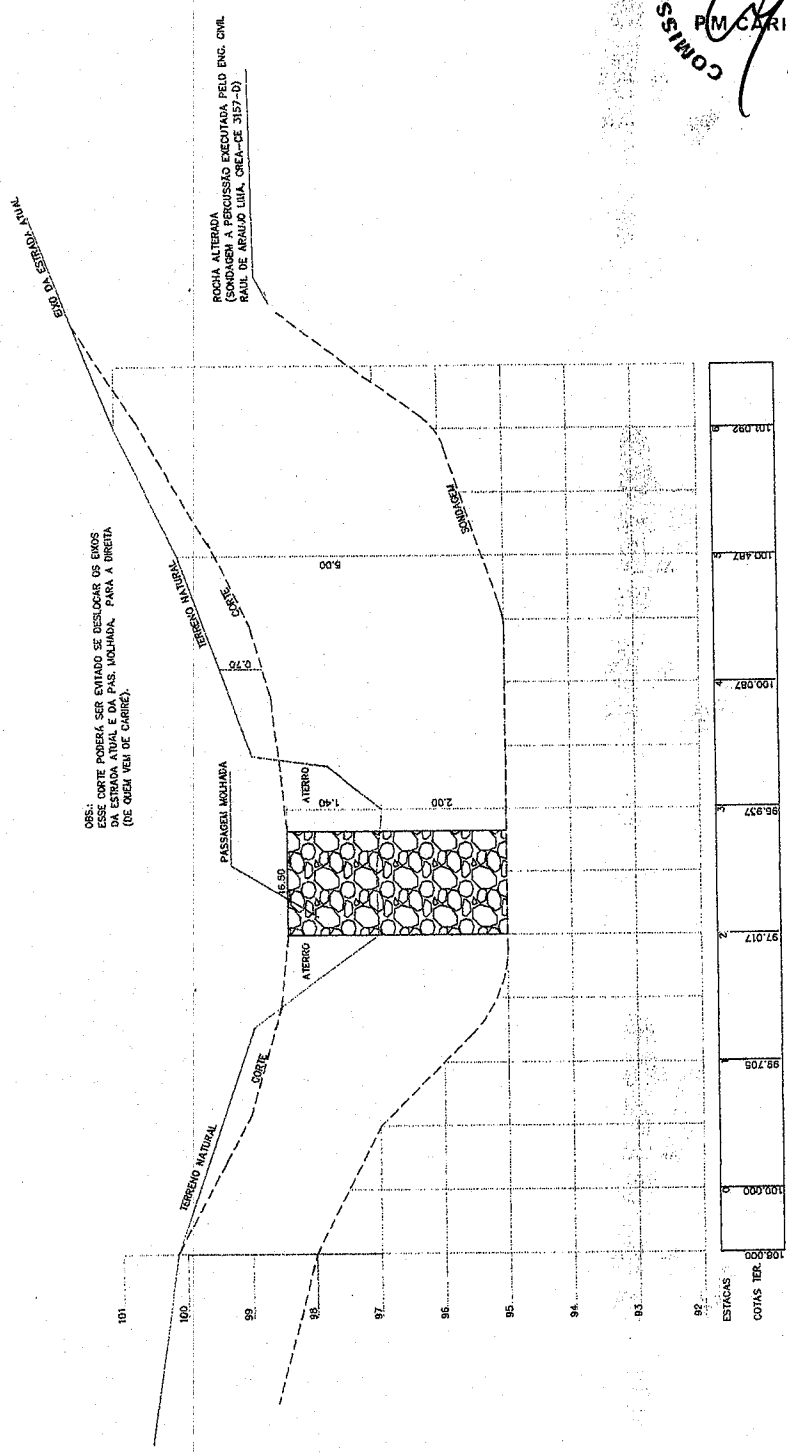 COMISS
PM CARI
EIXO DA ESTRADA ATUAL
ROCHA ALTERADA
(SONDAGEM A PERCUSSÃO EXECUTADA PELO ENG. CIVIL
RAUL DE ARAUJO LIMA, CREA-CE 3157-D)
OBS.:
ESSE CORTE PODERÁ SER EVITADO SE DESLOCAR OS EIXOS
DA ESTRADA ATUAL E DA PAS. MOLHADA, PARA A DIREITA
(DE QUEM VEM DE CARIRÉ).
TERRENO NATURAL
CORTE
0.70
5.00
SONDAGEM
PASSAGEM MOLHADA
ATERRO
1.40
2.00
16.50
ATERRO
CORTE
TERRENO NATURAL
101
100
99
98
97
96
95
94
93
92
ESTACAS
0
2
3
4
5
6
COTAS TER.
108.000
100.000
99.705
97.017
96.937
100.087
100.487
101.092